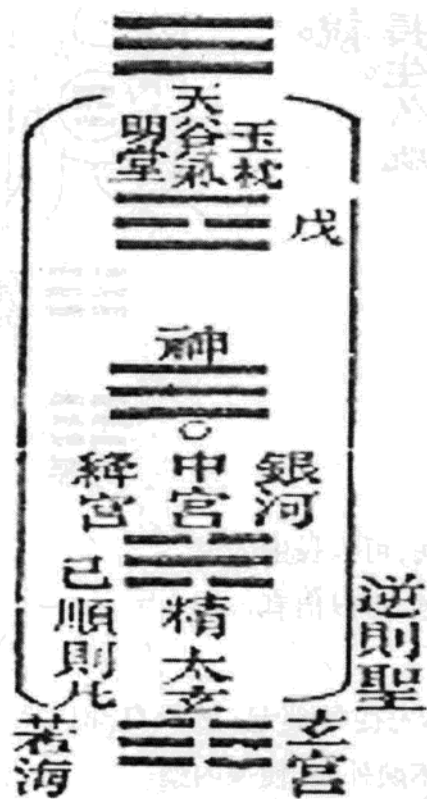 玉枕
天谷氣
明堂
戊
神
銀河
中宮
絳宮
己
精
太玄
逆則聖
順則凡
玄宮
若海